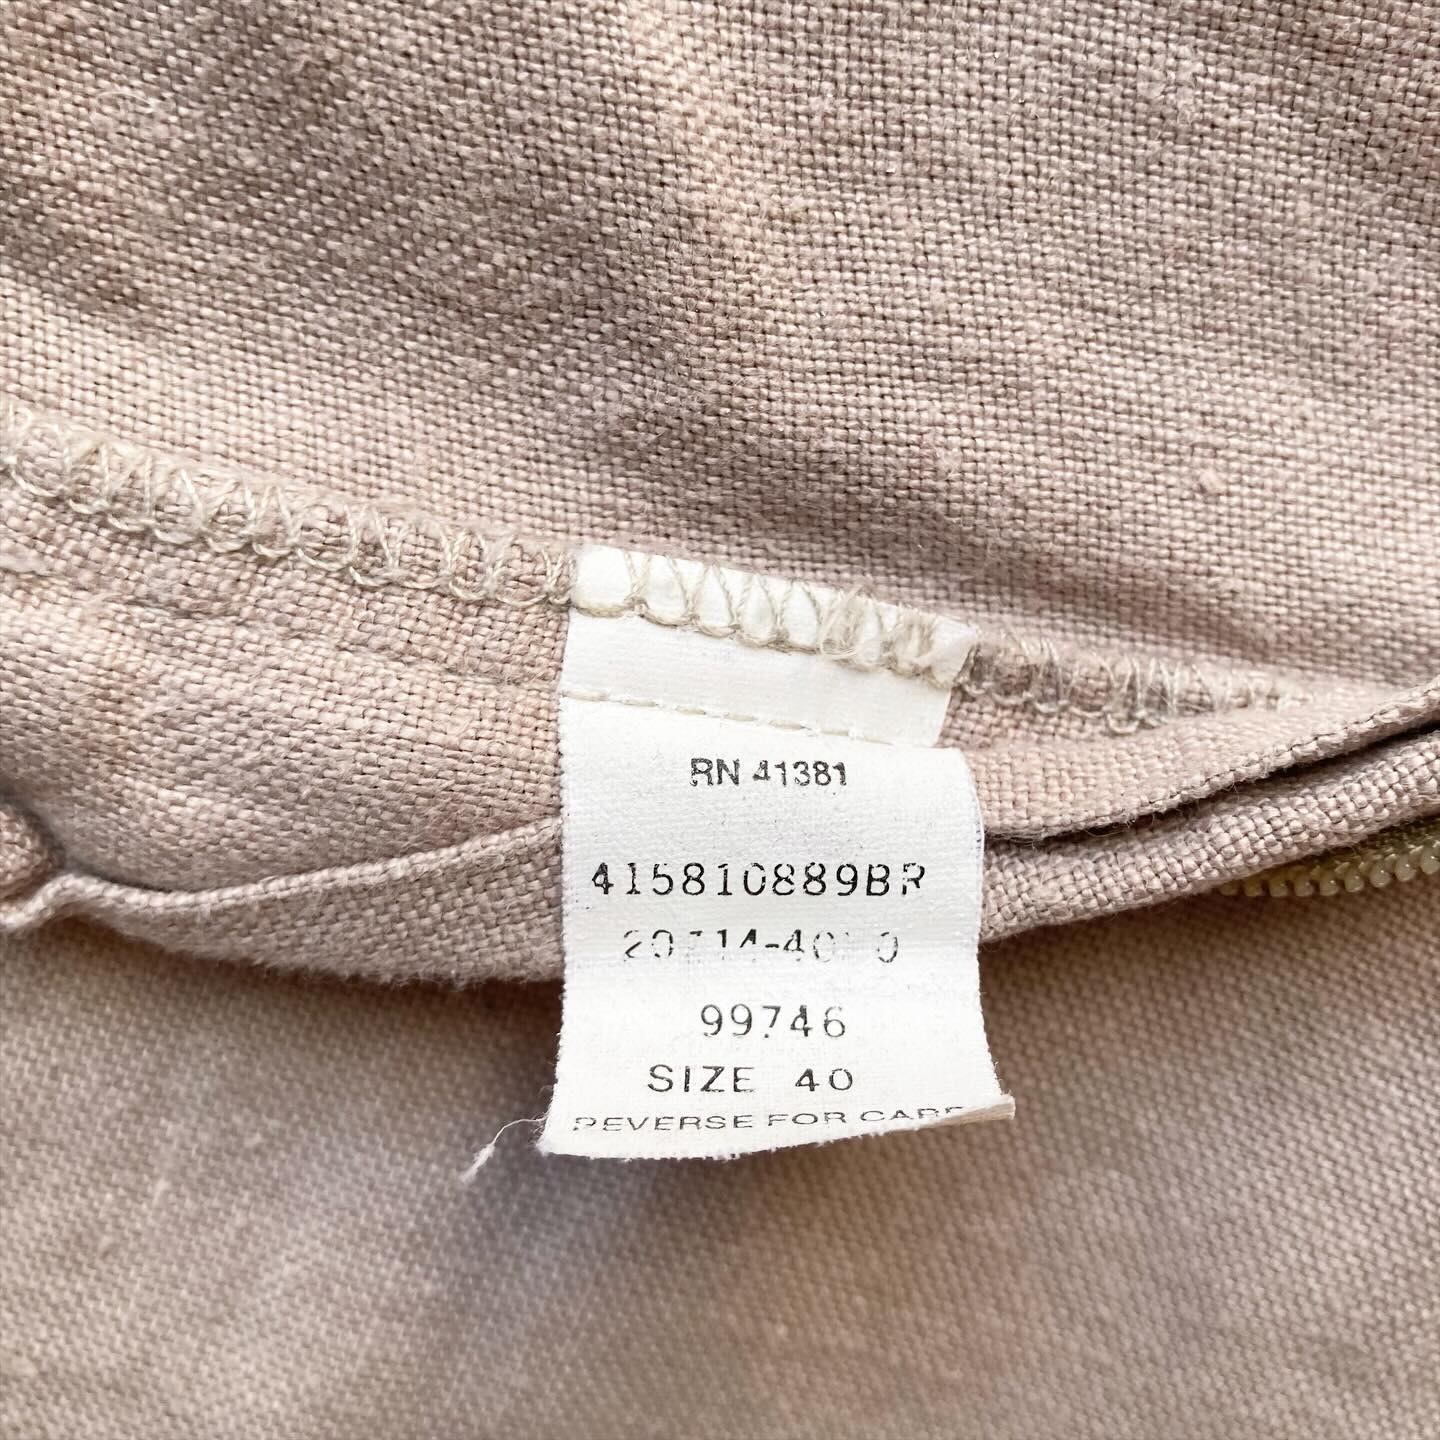 RN 41381
415810889BR
99746
SIZE 40
REVERSE FOR CARE